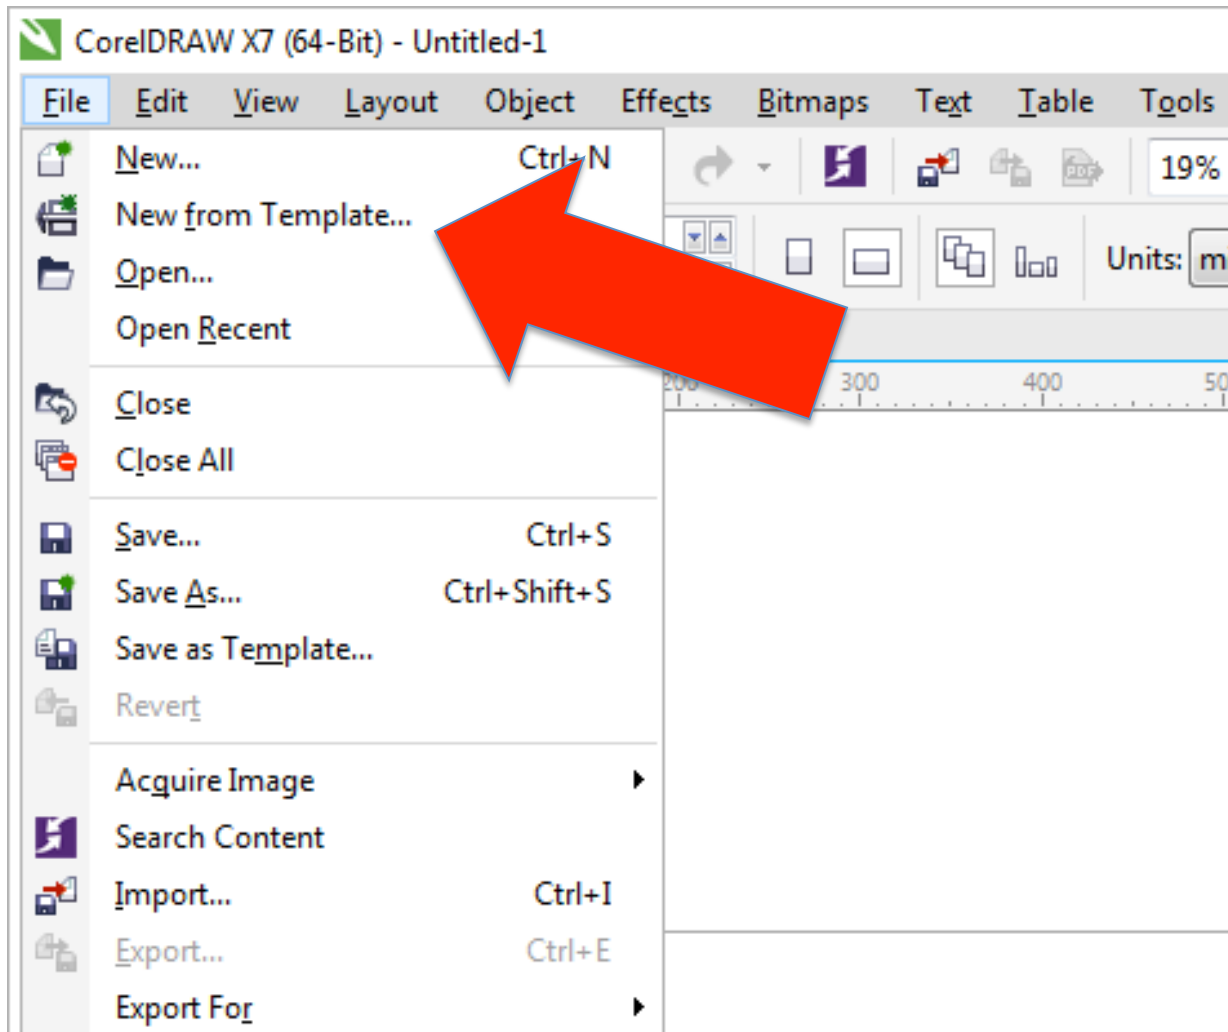 CorelDRAW X7 (64-Bit) - Untitled-1
File Edit View Layout Object Effects Bitmaps Text Table Tools
New... Ctrl+N
19%
New from Template...
Open...
Units:
Open Recent
300 400
Close
Close All
Save... Ctrl+S
Save As... Ctrl+Shift+S
Save as Template...
Revert
Acquire Image
Search Content
Import... Ctrl+I
Export... Ctrl+E
Export For